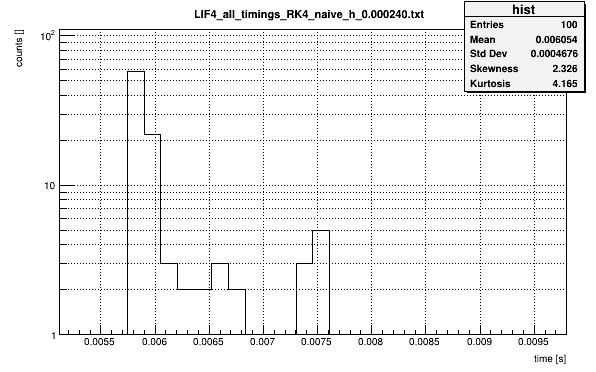 LIF4_all_timings_RK4_naive_h_0.000240.txt
hist
Entries 100
Mean 0.006054
Std Dev 0.0004676
Skewness 2.326
Kurtosis 4.165
counts []
10²
10
1
0.0055 0.006 0.0065 0.007 0.0075 0.008 0.0085 0.009 0.0095
time [s]